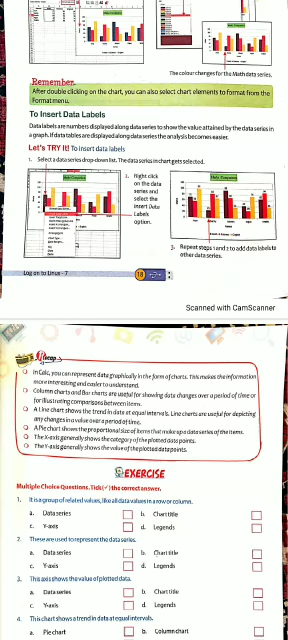 The colour changes for the Math data series.
Remember
After double clicking on the chart, you can also select chart elements to format from the
Format menu.
To Insert Data Labels
Data labels are numbers displayed along data series to show the value attained by the data series in
a graph. If data tables are displayed along data series the analysis becomes easier.
Let's TRY It! To insert data labels
1. Select a data series drop-down list. The data series in chart gets selected.
2. Right click
on the data
series and
select the
Insert Data
Labels
option.
3. Repeat steps 1 and 2 to add data labels to
other data series.
Log on to Linux - 7
Scanned with CamScanner
Recap
In Calc, you can represent data graphically in the form of charts. This makes the information
more interesting and easier to understand.
Column charts and Bar charts are useful for showing data changes over a period of time or
for illustrating comparisons between items.
A Line chart shows the trend in data at equal intervals. Line charts are useful for depicting
any changes in a value over a period of time.
A Pie chart shows the proportional size of items that make up a data series of the items.
The X-axis generally shows the category of the plotted data points.
The Y-axis generally shows the value of the plotted data points.
EXERCISE
Multiple Choice Questions. Tick (✓) the correct answer.
1. It is a group of related values, like all data values in a row or column.
a. Data series b. Chart title
c. Y-axis d. Legends
2. These are used to represent the data series.
a. Data series b. Chart title
c. Y-axis d. Legends
3. This axis shows the value of plotted data.
a. Data series b. Chart title
c. Y-axis d. Legends
4. This chart shows a trend in data at equal intervals.
a. Pie chart b. Column chart